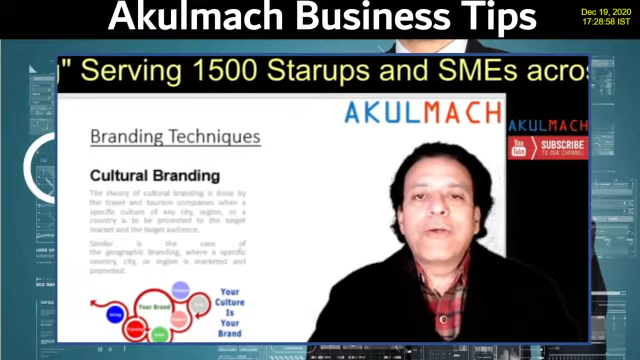 Akulmach Business Tips
Dec 19, 2020
17:28:58 IST
g" Serving 1500 Starups and SMEs acros
AKULMACH
AKULMACH
You Tube SUBSCRIBE
TO OUR CHANNEL
Branding Techniques
Cultural Branding
The theory of cultural branding is done by
the travel and tourism companies when a
specific culture of any city, region, or a
country is to be promoted to the target
market and the target audience.
Similar is the case of
the geographic branding, where a specific
country, city, or region is marketed and
promoted.
Your Brand
Your
Culture
Is
Your
Brand